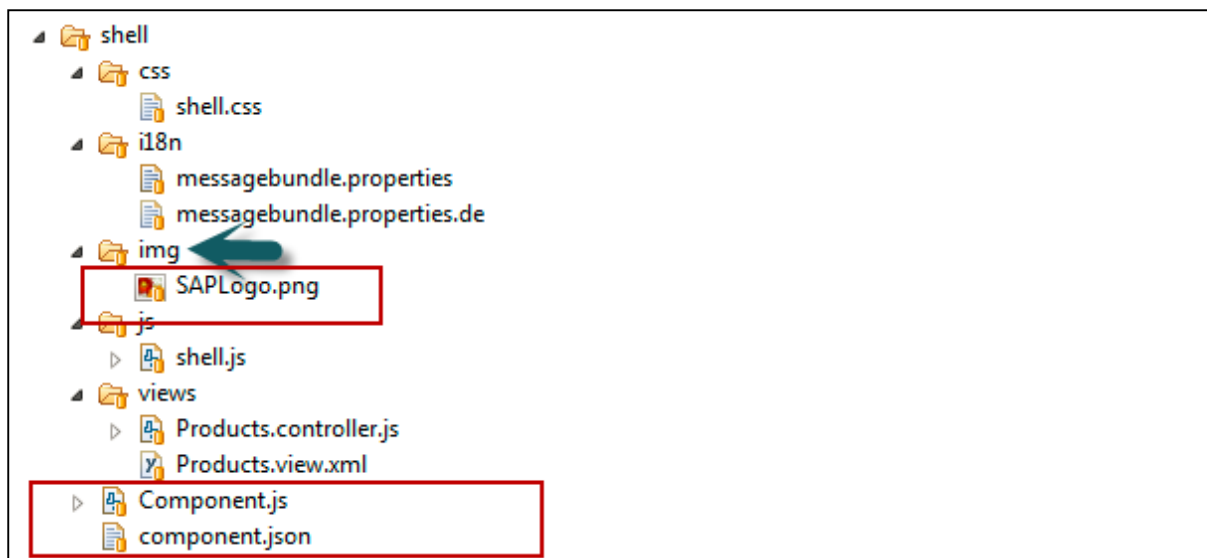 shell
css
shell.css
i18n
messagebundle.properties
messagebundle.properties.de
img
SAPLogo.png
js
shell.js
views
Products.controller.js
Products.view.xml
Component.js
component.json